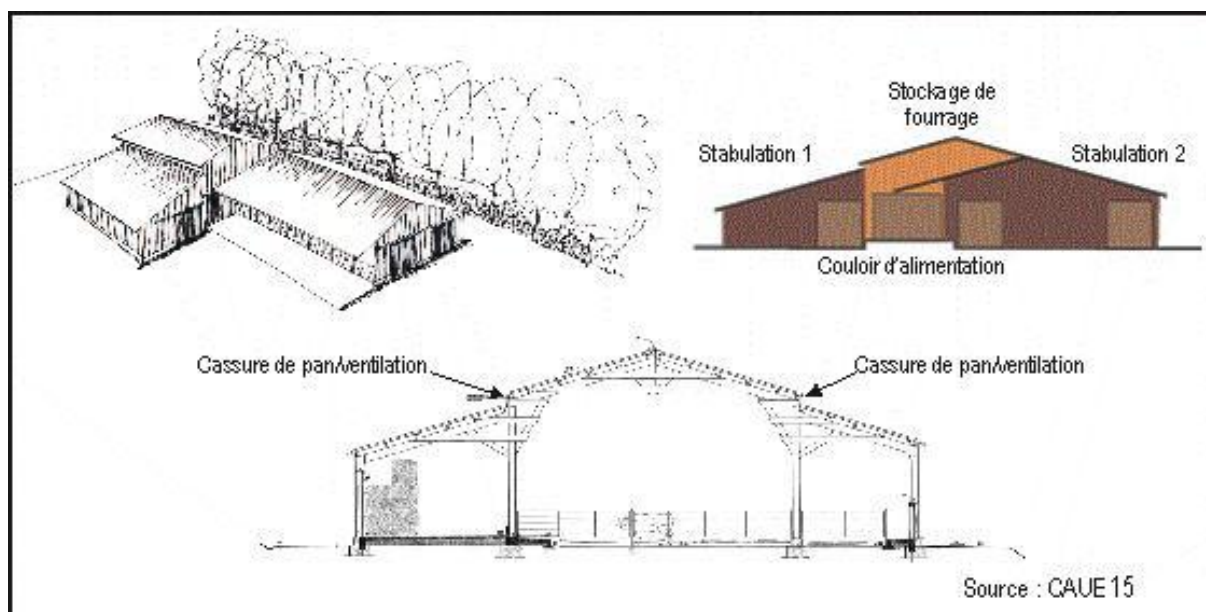 Stockage de
fourrage
Stabulation 1
Stabulation 2
Couloir d'alimentation
Cassure de pan/ventilation
Cassure de pan/ventilation
Source : CAUE 15